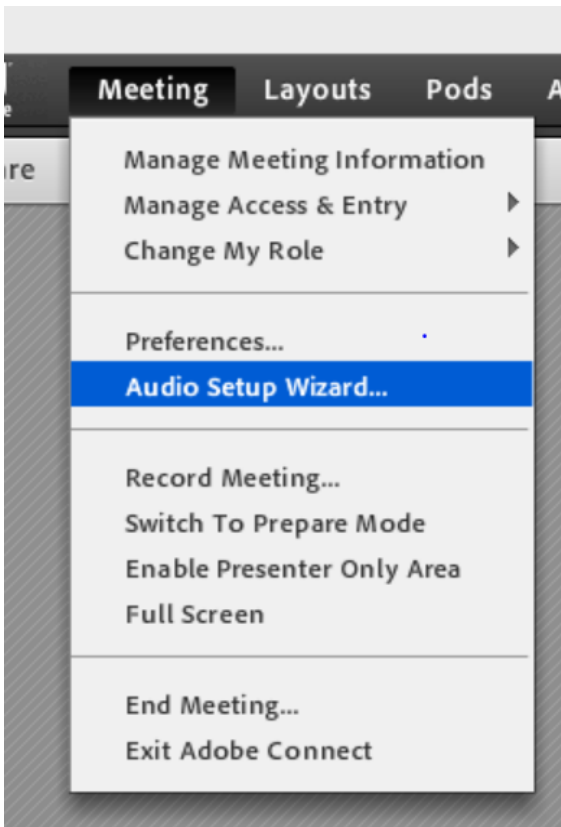 Meeting Layouts Pods
Manage Meeting Information
Manage Access & Entry
Change My Role
Preferences...
Audio Setup Wizard...
Record Meeting...
Switch To Prepare Mode
Enable Presenter Only Area
Full Screen
End Meeting...
Exit Adobe Connect